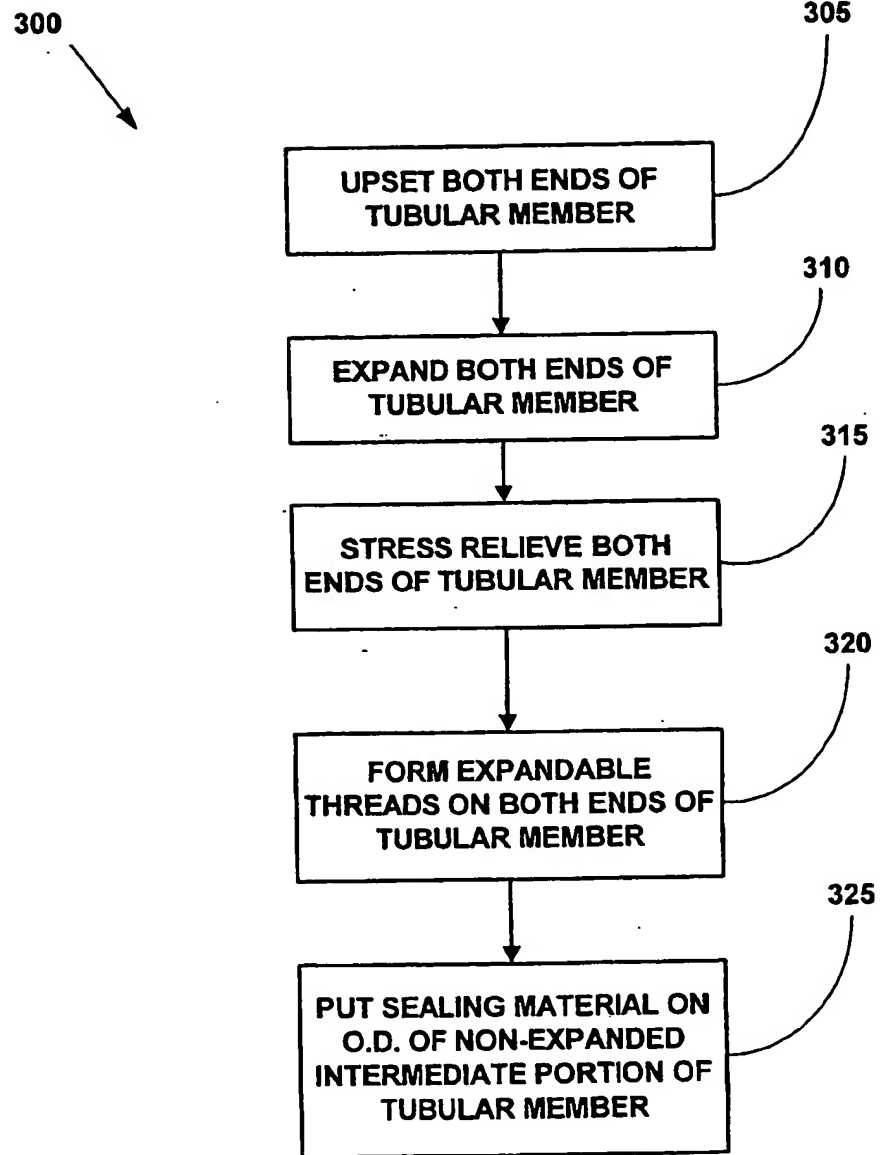 300
305
UPSET BOTH ENDS OF
TUBULAR MEMBER
310
EXPAND BOTH ENDS OF
TUBULAR MEMBER
315
STRESS RELIEVE BOTH
ENDS OF TUBULAR MEMBER
320
FORM EXPANDABLE
THREADS ON BOTH ENDS OF
TUBULAR MEMBER
325
PUT SEALING MATERIAL ON
O.D. OF NON-EXPANDED
INTERMEDIATE PORTION OF
TUBULAR MEMBER